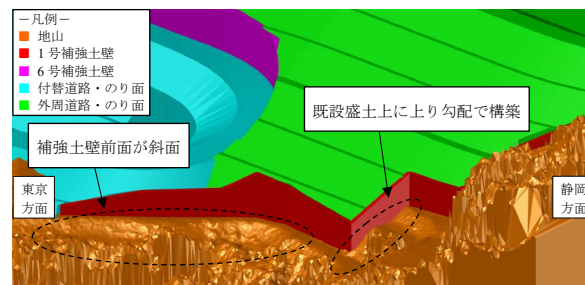 －凡例－
地山
１号補強土壁
６号補強土壁
付替道路・のり面
外周道路・のり面
既設盛土上に上り勾配で構築
補強土壁前面が斜面
東京
方面
静岡
方面